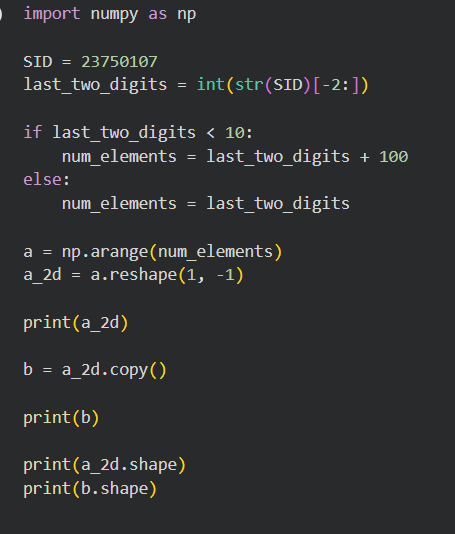 import numpy as np
SID = 23750107
last_two_digits = int(str(SID)[-2:])
if last_two_digits < 10:
    num_elements = last_two_digits + 100
else:
    num_elements = last_two_digits
a = np.arange(num_elements)
a_2d = a.reshape(1, -1)
print(a_2d)
b = a_2d.copy()
print(b)
print(a_2d.shape)
print(b.shape)